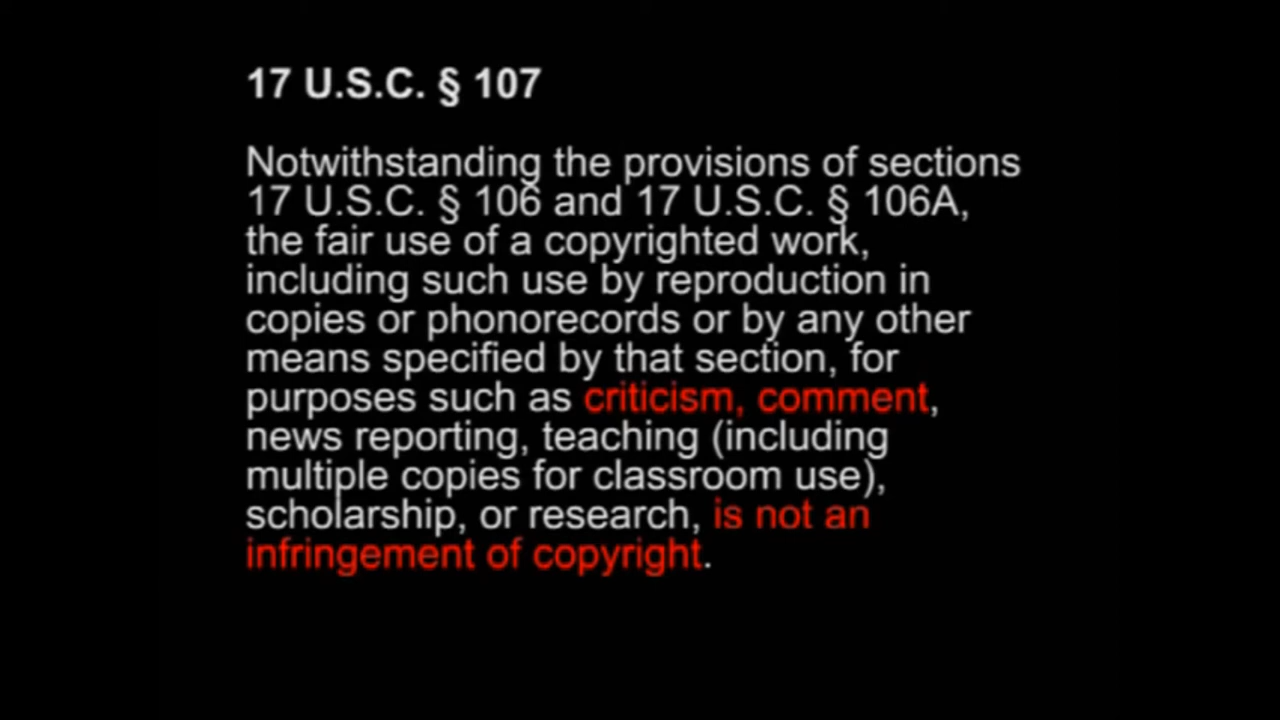 17 U.S.C. § 107
Notwithstanding the provisions of sections
17 U.S.C. § 106 and 17 U.S.C. § 106A,
the fair use of a copyrighted work,
including such use by reproduction in
copies or phonorecords or by any other
means specified by that section, for
purposes such as criticism, comment,
news reporting, teaching (including
multiple copies for classroom use),
scholarship, or research, is not an
infringement of copyright.